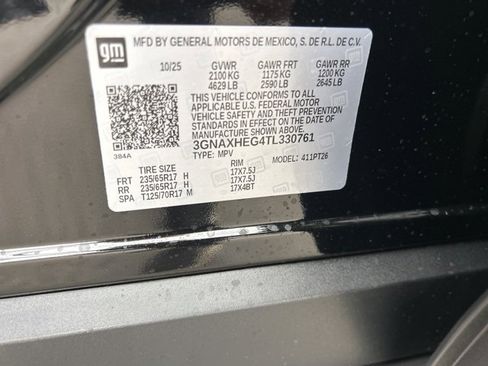 gm
MFD BY GENERAL MOTORS DE MEXICO, S. DE R.L. DE C.V.
10/25 GVWR GAWR FRT GAWR RR
2100 KG 1175 KG 1200 KG
4629 LB 2590 LB 2645 LB
THIS VEHICLE CONFORMS TO ALL
APPLICABLE U.S. FEDERAL MOTOR
VEHICLE SAFETY AND THEFT PREVENTION
STANDARDS IN EFFECT ON THE DATE OF
MANUFACTURE SHOWN ABOVE.
3GNAXHEG4TL330761
TYPE: MPV MODEL: 411PT26
3B4A
TIRE SIZE RIM
FRT 235/65R17 H 17X7.5J
RR 235/65R17 H 17X7.5J
SPA T125/70R17 M 17X4BT